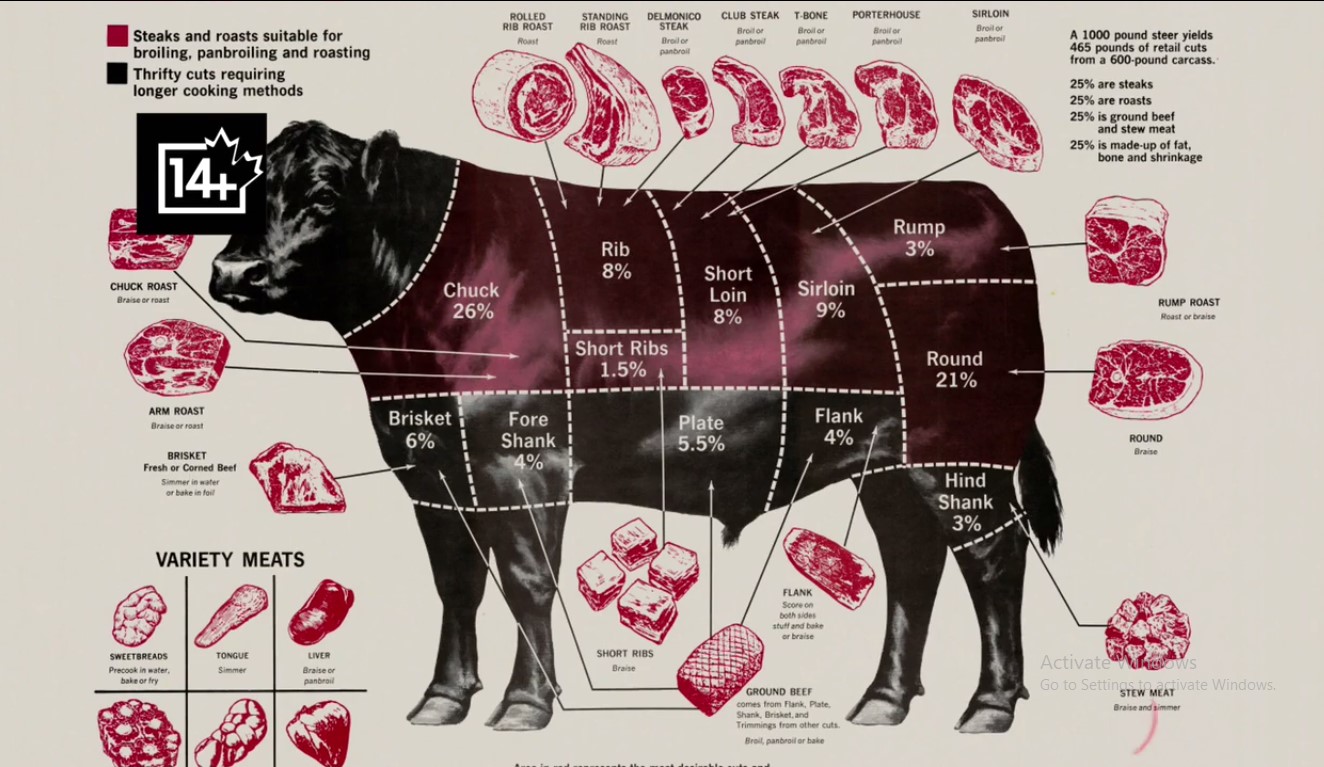 Steaks and roasts suitable for
broiling, panbroiling and roasting
Thrifty cuts requiring
longer cooking methods
14+
ROLLED
RIB ROAST
Roast
STANDING
RIB ROAST
Roast
DELMONICO
STEAK
Broil or
panbroil
CLUB STEAK
Broil or
panbroil
T-BONE
Broil or
panbroil
PORTERHOUSE
Broil or
panbroil
SIRLOIN
Broil or
panbroil
A 1000 pound steer yields
465 pounds of retail cuts
from a 600-pound carcass.
25% are steaks
25% are roasts
25% is ground beef
and stew meat
25% is made-up of fat,
bone and shrinkage
Chuck
26%
Rib
8%
Short Ribs
1.5%
Short
Loin
8%
Sirloin
9%
Rump
3%
Round
21%
Brisket
6%
Fore
Shank
4%
Plate
5.5%
Flank
4%
Hind
Shank
3%
CHUCK ROAST
Braise or roast
ARM ROAST
Braise or roast
BRISKET
Fresh or Corned Beef
Simmer in water
or bake in foil
RUMP ROAST
Roast or braise
ROUND
Braise
VARIETY MEATS
SWEETBREADS
Precook in water,
bake or fry
TONGUE
Simmer
LIVER
Braise or
panbroil
SHORT RIBS
Braise
FLANK
Score on
both sides
stuff and bake
or braise
GROUND BEEF
comes from Flank, Plate,
Shank, Brisket, and
Trimmings from other cuts.
Broil, panbroil or bake
STEW MEAT
Braise and simmer
Activate Windows
Go to Settings to activate Windows.
Area in red represents the most desirable cuts and